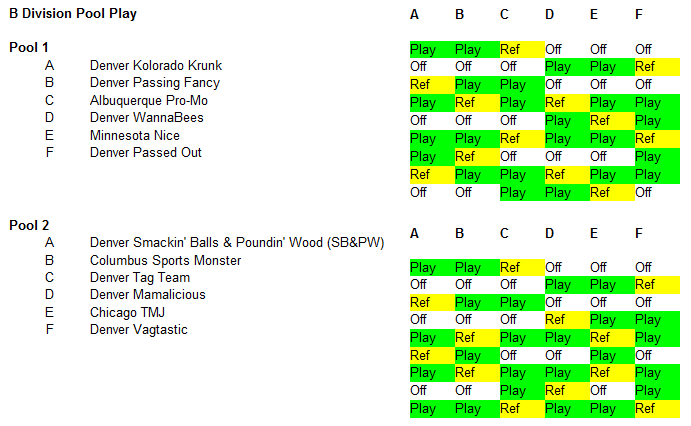 B Division Pool Play A B C D E F
Pool 1 Play Play Ref Off Off Off
A Denver Kolorado Krunk Off Off Off Play Play Ref
B Denver Passing Fancy Ref Play Play Off Off Off
C Albuquerque Pro-Mo Play Ref Play Ref Play Play
D Denver WannaBees Off Off Off Play Ref Play
E Minnesota Nice Play Play Ref Play Play Ref
F Denver Passed Out Play Ref Off Off Off Play
Ref Play Play Ref Play Play
Off Off Play Play Ref Off
Pool 2 A B C D E F
A Denver Smackin' Balls & Poundin' Wood (SB&PW)
B Columbus Sports Monster Play Play Ref Off Off Off
C Denver Tag Team Off Off Off Play Play Ref
D Denver Mamalicious Ref Play Play Off Off Off
E Chicago TMJ Off Off Off Ref Play Play
F Denver Vagtastic Play Ref Play Play Ref Play
Ref Play Off Off Play Off
Play Ref Play Play Ref Play
Off Off Play Ref Off Play
Play Play Ref Play Play Ref